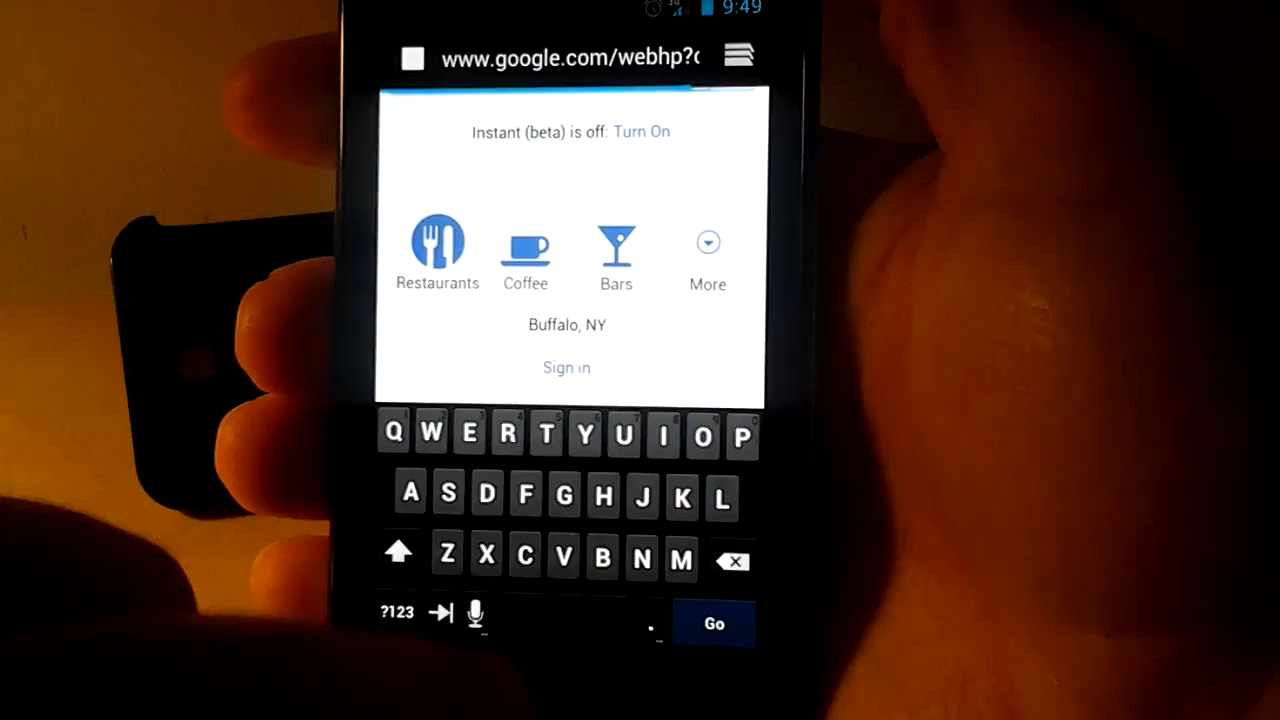 3G 9:49
www.google.com/webhp?c
Instant (beta) is off: Turn On
Restaurants Coffee Bars More
Buffalo, NY
Sign in
Q W E R T Y U I O P
A S D F G H J K L
Z X C V B N M
?123 . Go